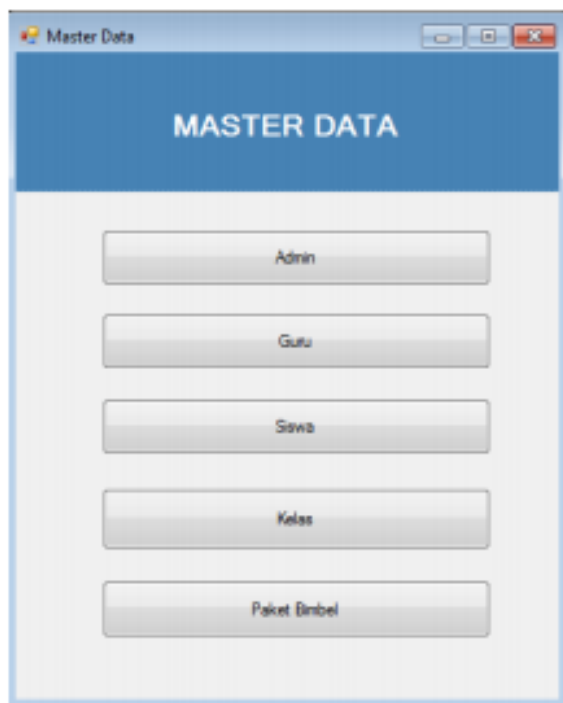 Master Data
MASTER DATA
Admin
Guru
Siswa
Kelas
Paket Bimbel